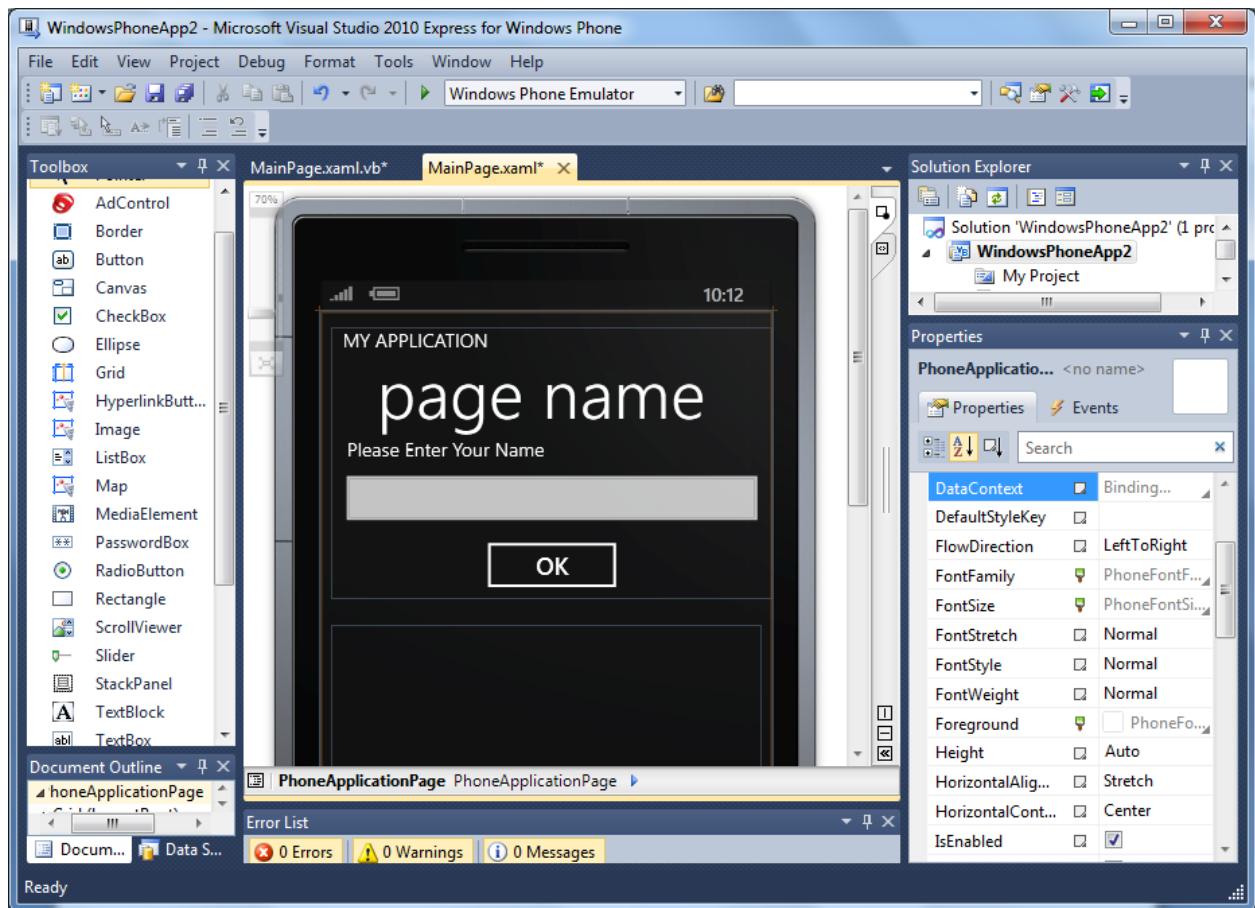 WindowsPhoneApp2 - Microsoft Visual Studio 2010 Express for Windows Phone
File Edit View Project Debug Format Tools Window Help
Windows Phone Emulator
Toolbox
AdControl
Border
Button
Canvas
CheckBox
Ellipse
Grid
HyperlinkButt...
Image
ListBox
Map
MediaElement
PasswordBox
RadioButton
Rectangle
ScrollViewer
Slider
StackPanel
TextBlock
TextBox
Document Outline
honeApplicationPage
Docum... Data S...
MainPage.xaml.vb* MainPage.xaml*
70%
10:12
MY APPLICATION
page name
Please Enter Your Name
OK
PhoneApplicationPage PhoneApplicationPage
Error List
0 Errors 0 Warnings 0 Messages
Solution Explorer
Solution 'WindowsPhoneApp2' (1 prc
WindowsPhoneApp2
My Project
Properties
PhoneApplicatio... <no name>
Properties Events
Search
DataContext Binding...
DefaultStyleKey
FlowDirection LeftToRight
FontFamily PhoneFontF...
FontSize PhoneFontSi...
FontStretch Normal
FontStyle Normal
FontWeight Normal
Foreground PhoneFo...
Height Auto
HorizontalAlig... Stretch
HorizontalCont... Center
IsEnabled
Ready